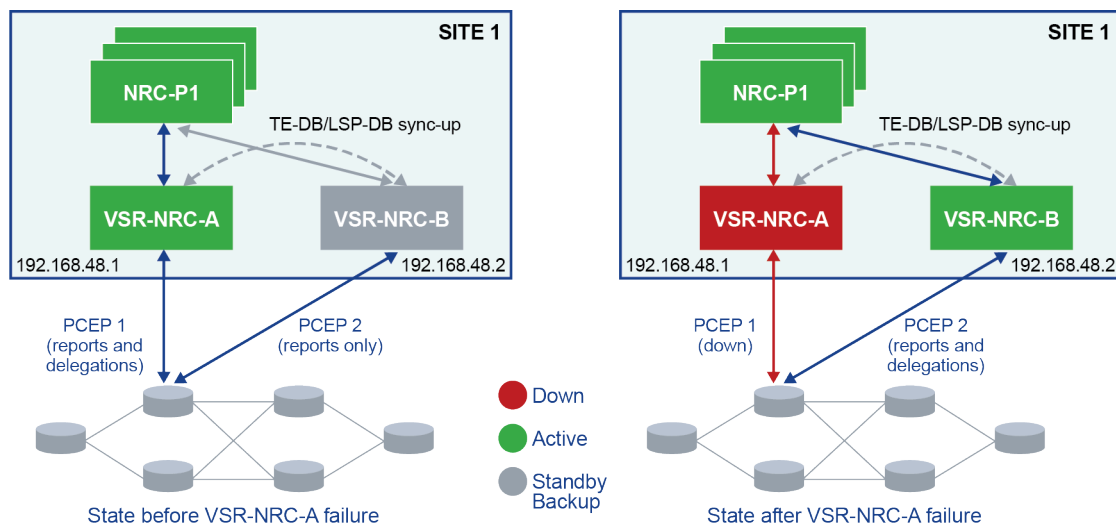 SITE 1
NRC-P1
TE-DB/LSP-DB sync-up
VSR-NRC-A
VSR-NRC-B
192.168.48.1
192.168.48.2
PCEP 1
(reports and
delegations)
PCEP 2
(reports only)
State before VSR-NRC-A failure
Down
Active
Standby
Backup
SITE 1
NRC-P1
TE-DB/LSP-DB sync-up
VSR-NRC-A
VSR-NRC-B
192.168.48.1
192.168.48.2
PCEP 1
(down)
PCEP 2
(reports and
delegations)
State after VSR-NRC-A failure